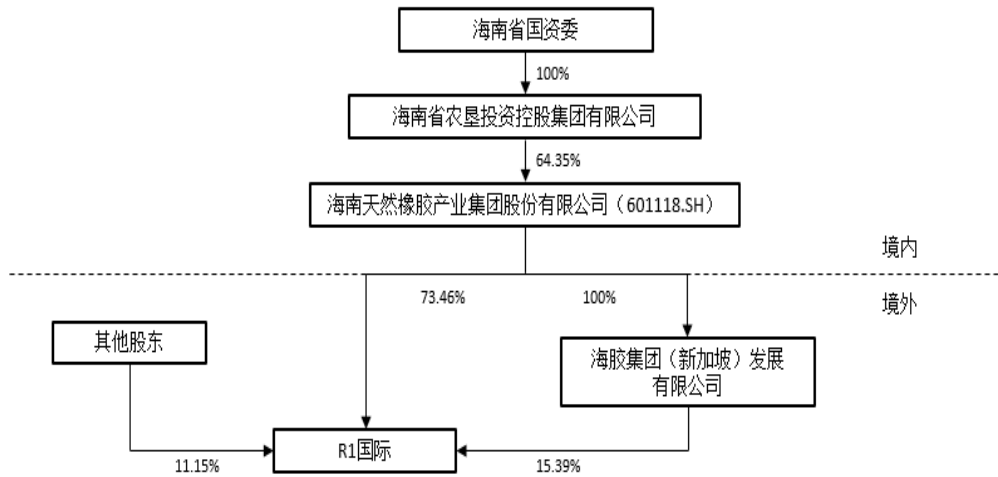 海南省国资委
100%
海南省农垦投资控股集团有限公司
64.35%
海南天然橡胶产业集团股份有限公司（601118.SH）
境内
73.46%
100%
境外
其他股东
海胶集团（新加坡）发展
有限公司
R1国际
11.15%
15.39%